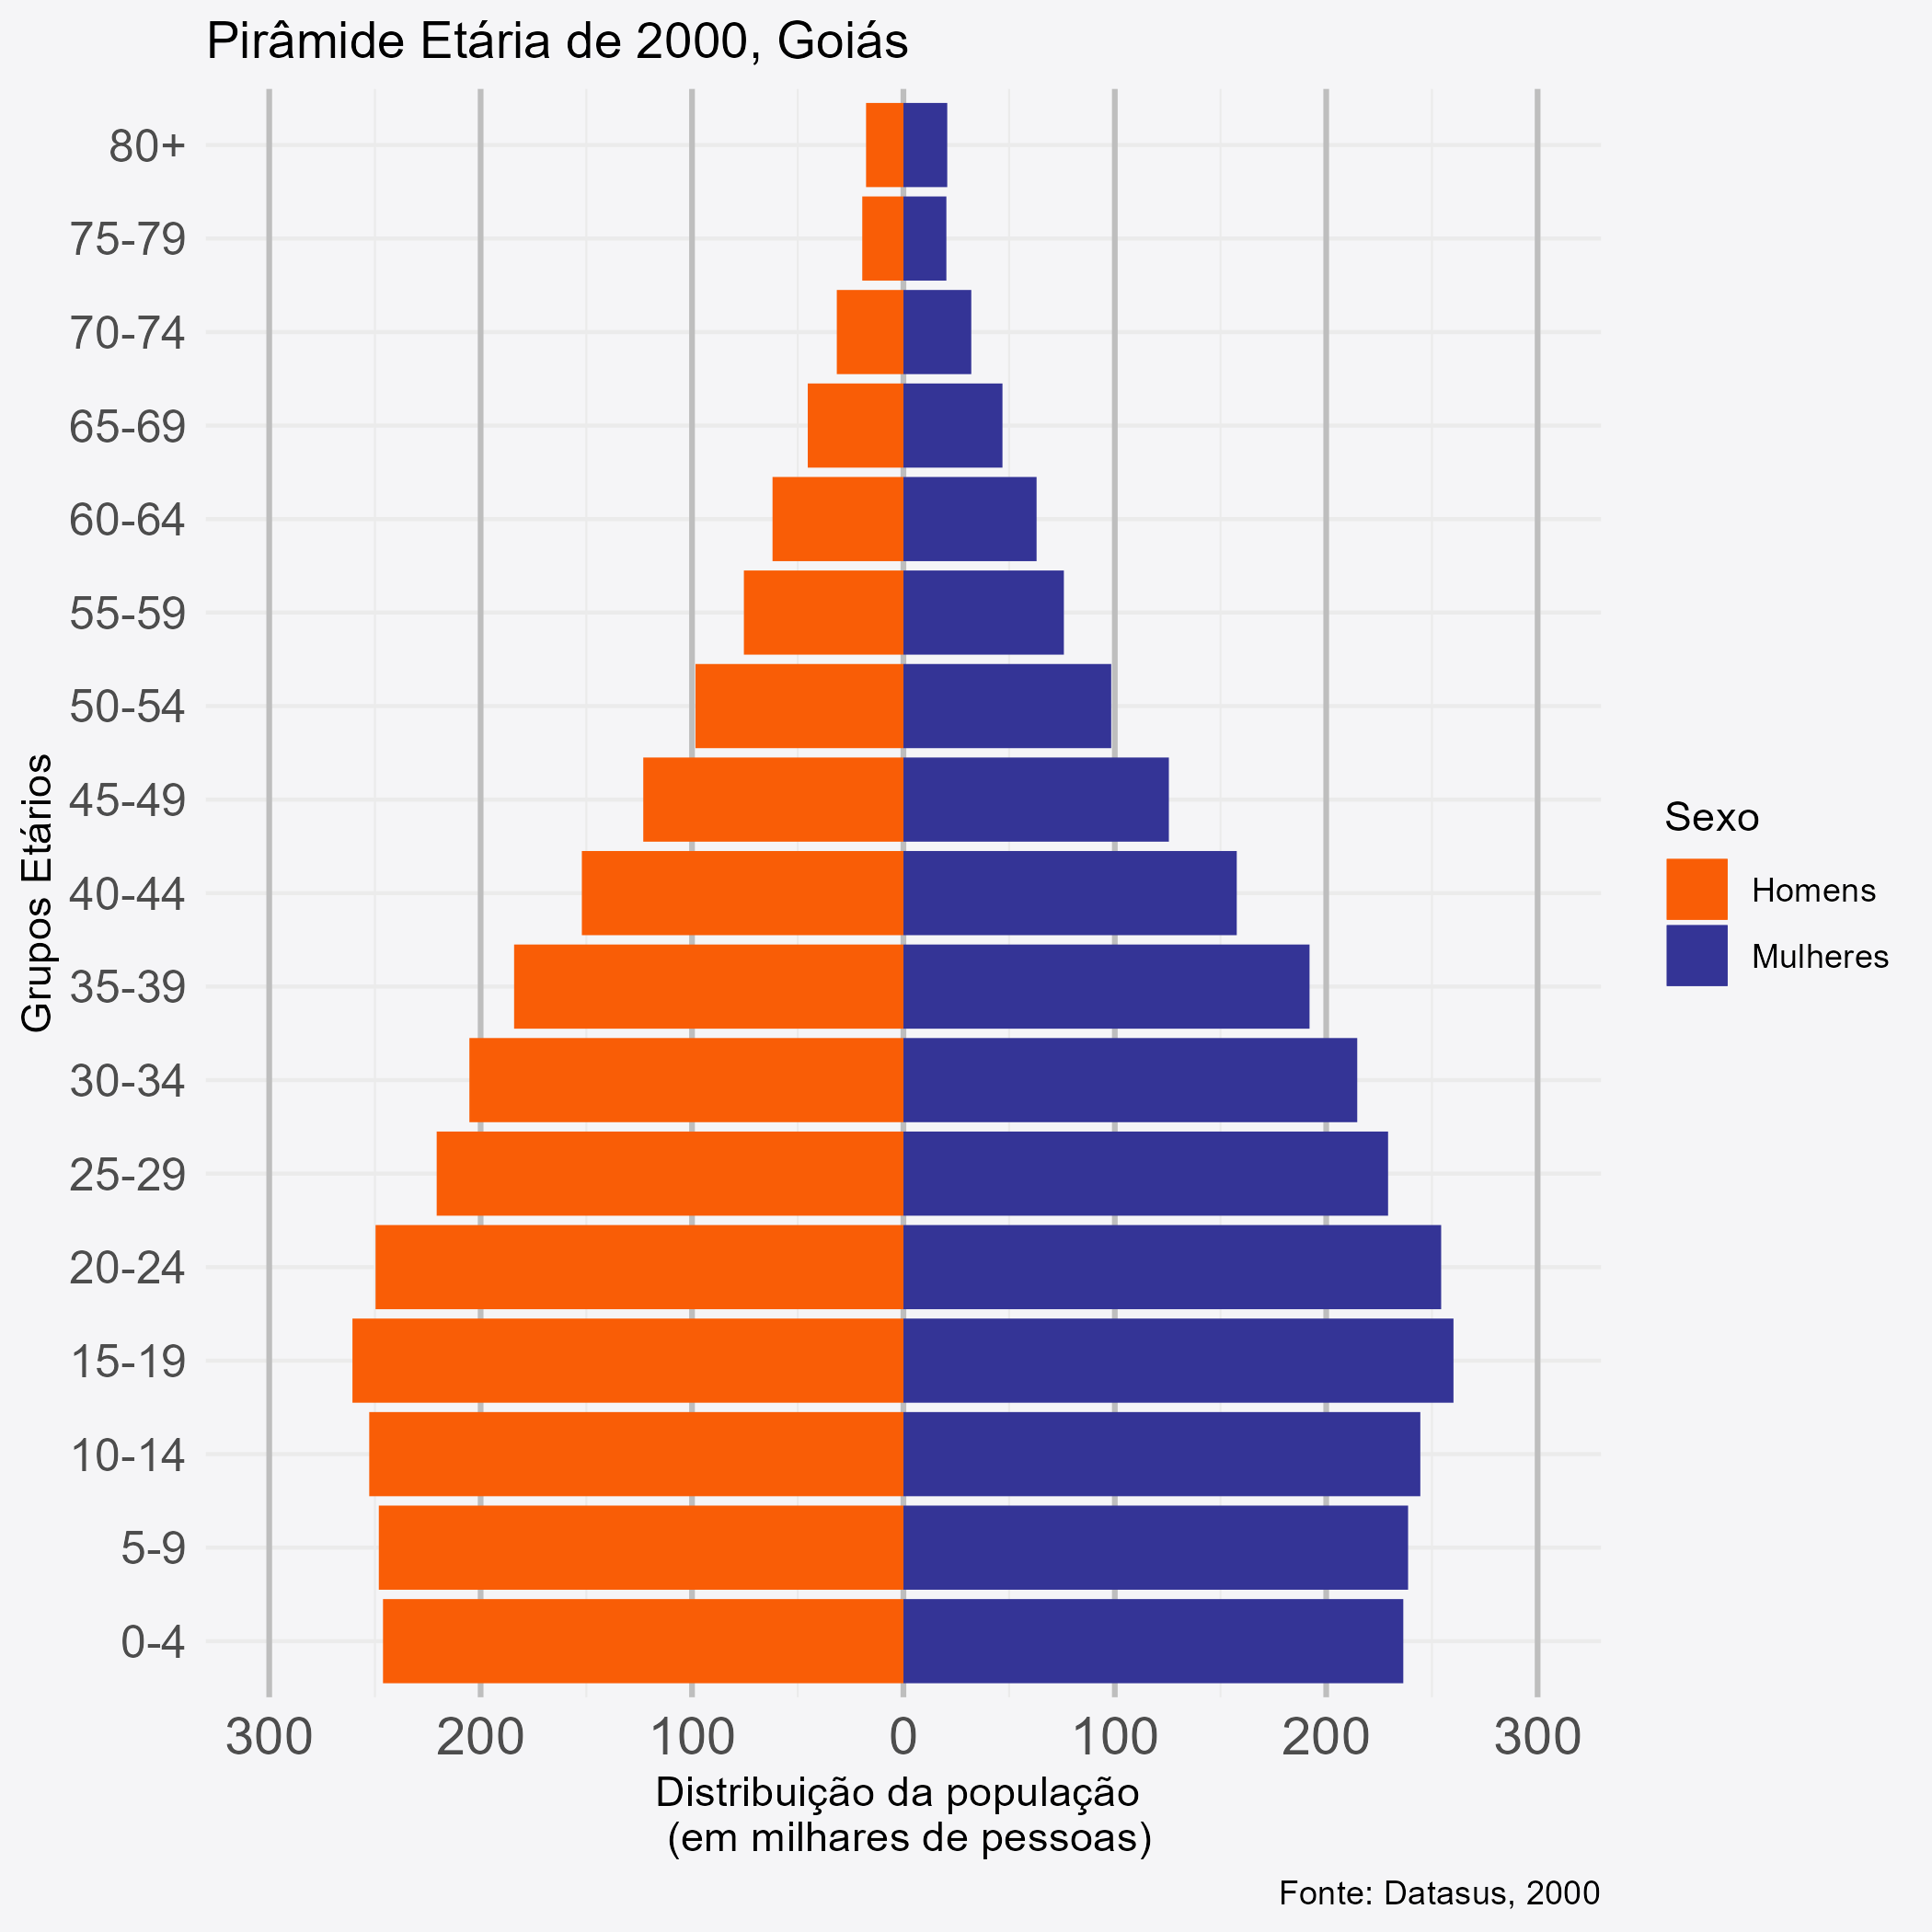 Pirâmide Etária de 2000, Goiás
80+
75-79
70-74
65-69
60-64
55-59
50-54
45-49
40-44
35-39
30-34
25-29
20-24
15-19
10-14
5-9
0-4
Grupos Etários
300 200 100 0 100 200 300
Distribuição da população
(em milhares de pessoas)
Sexo
Homens
Mulheres
Fonte: Datasus, 2000